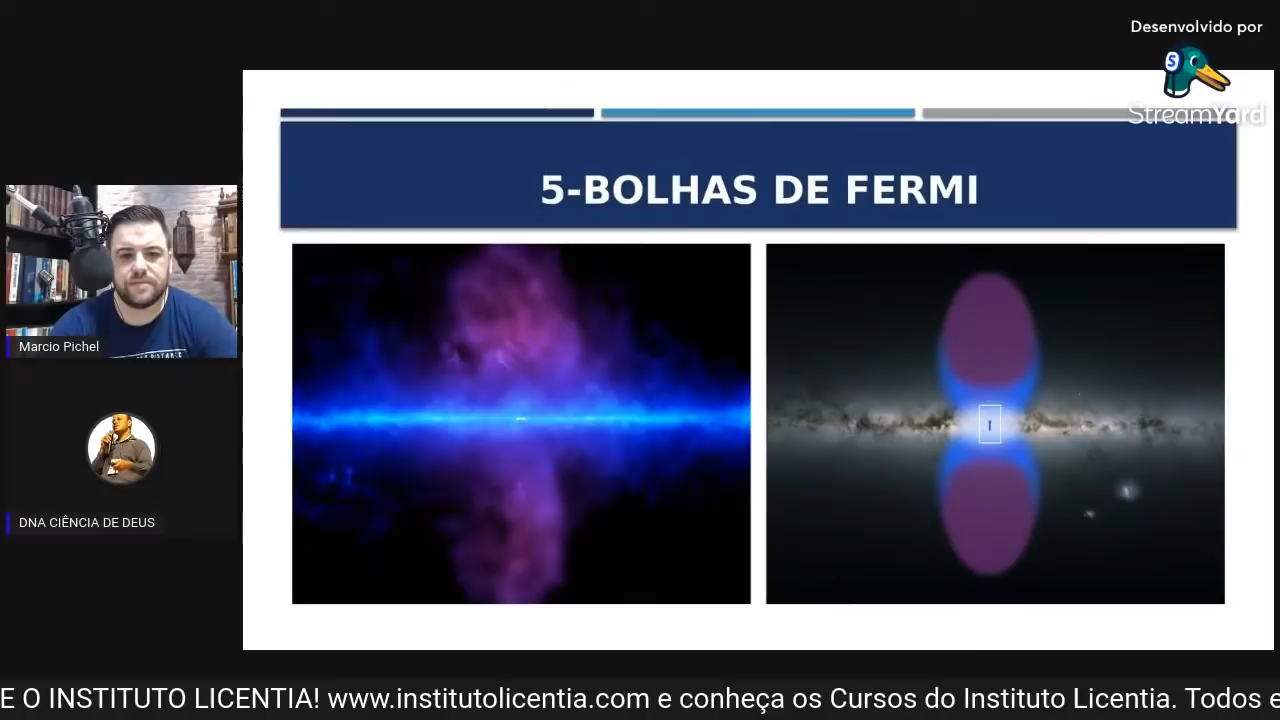 Desenvolvido por
S
StreamYard
5-BOLHAS DE FERMI
Marcio Pichel
DNA CIÊNCIA DE DEUS
E O INSTITUTO LICENTIA! www.institutolicentia.com e conheça os Cursos do Instituto Licentia. Todos e